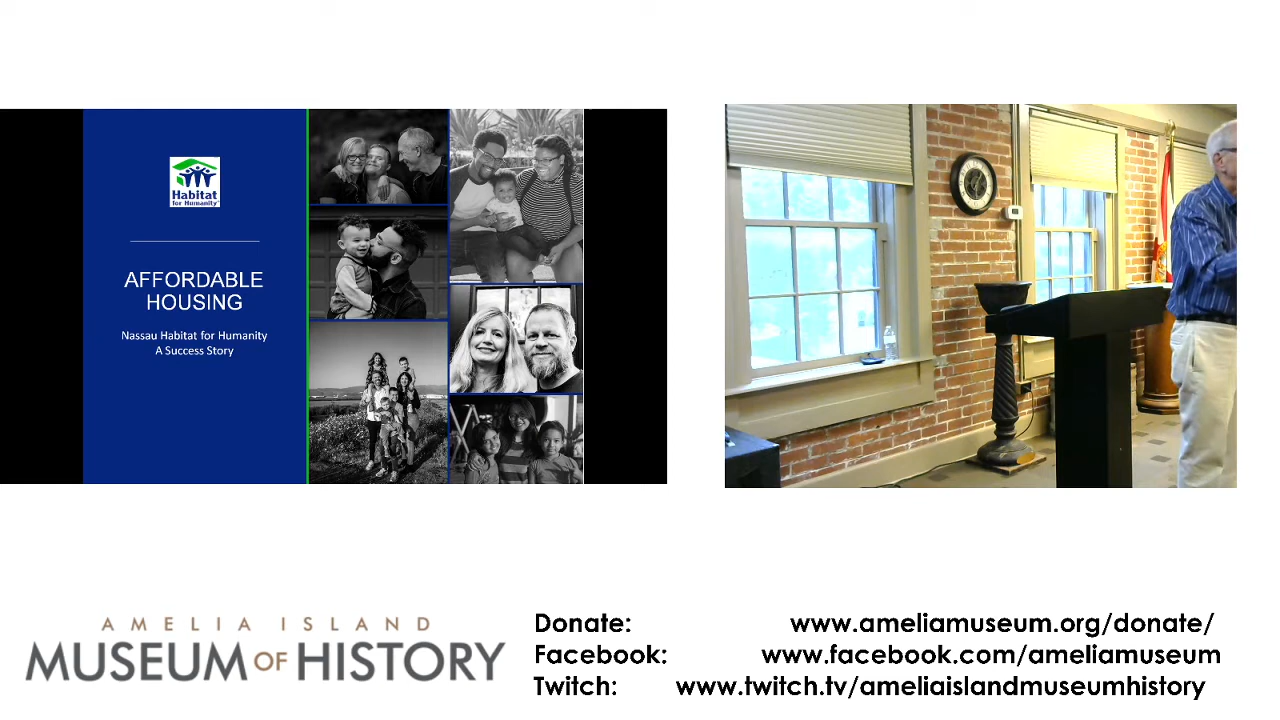 Habitat
for Humanity
AFFORDABLE
HOUSING
Nassau Habitat for Humanity
A Success Story
AMELIA ISLAND
MUSEUM OF HISTORY
Donate: www.ameliamuseum.org/donate/
Facebook: www.facebook.com/ameliamuseum
Twitch: www.twitch.tv/ameliaislandmuseumhistory